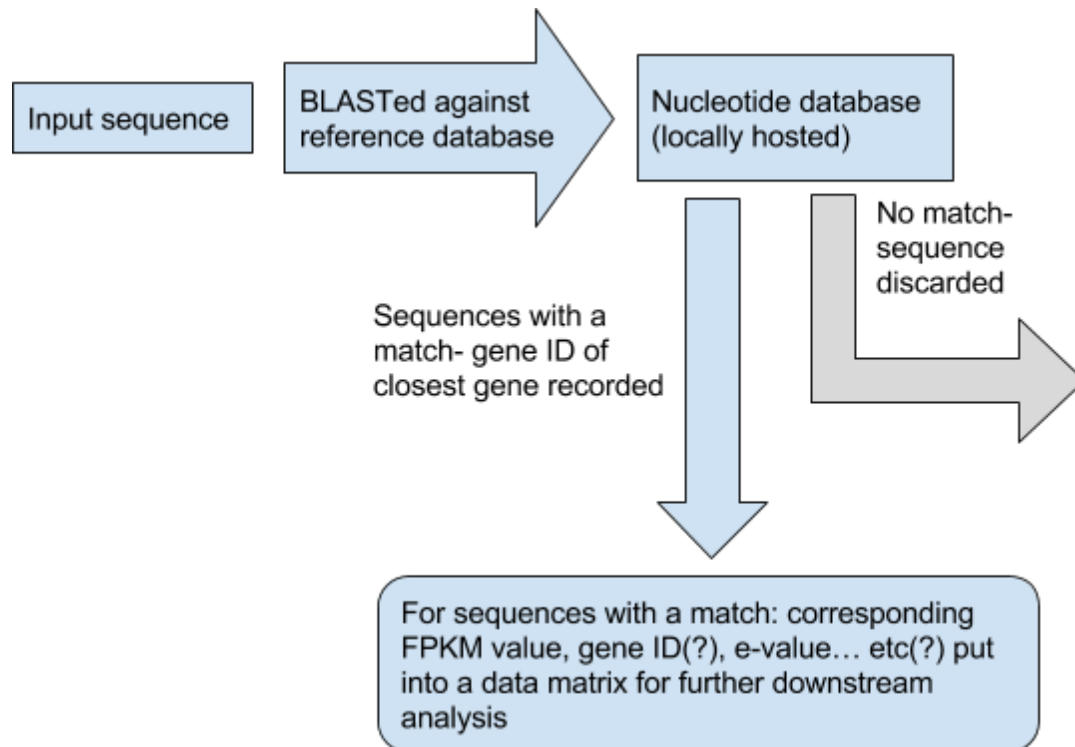 Input sequence
BLASTed against
reference database
Nucleotide database
(locally hosted)
No match-
sequence
discarded
Sequences with a
match- gene ID of
closest gene recorded
For sequences with a match: corresponding
FPKM value, gene ID(?), e-value… etc(?) put
into a data matrix for further downstream
analysis